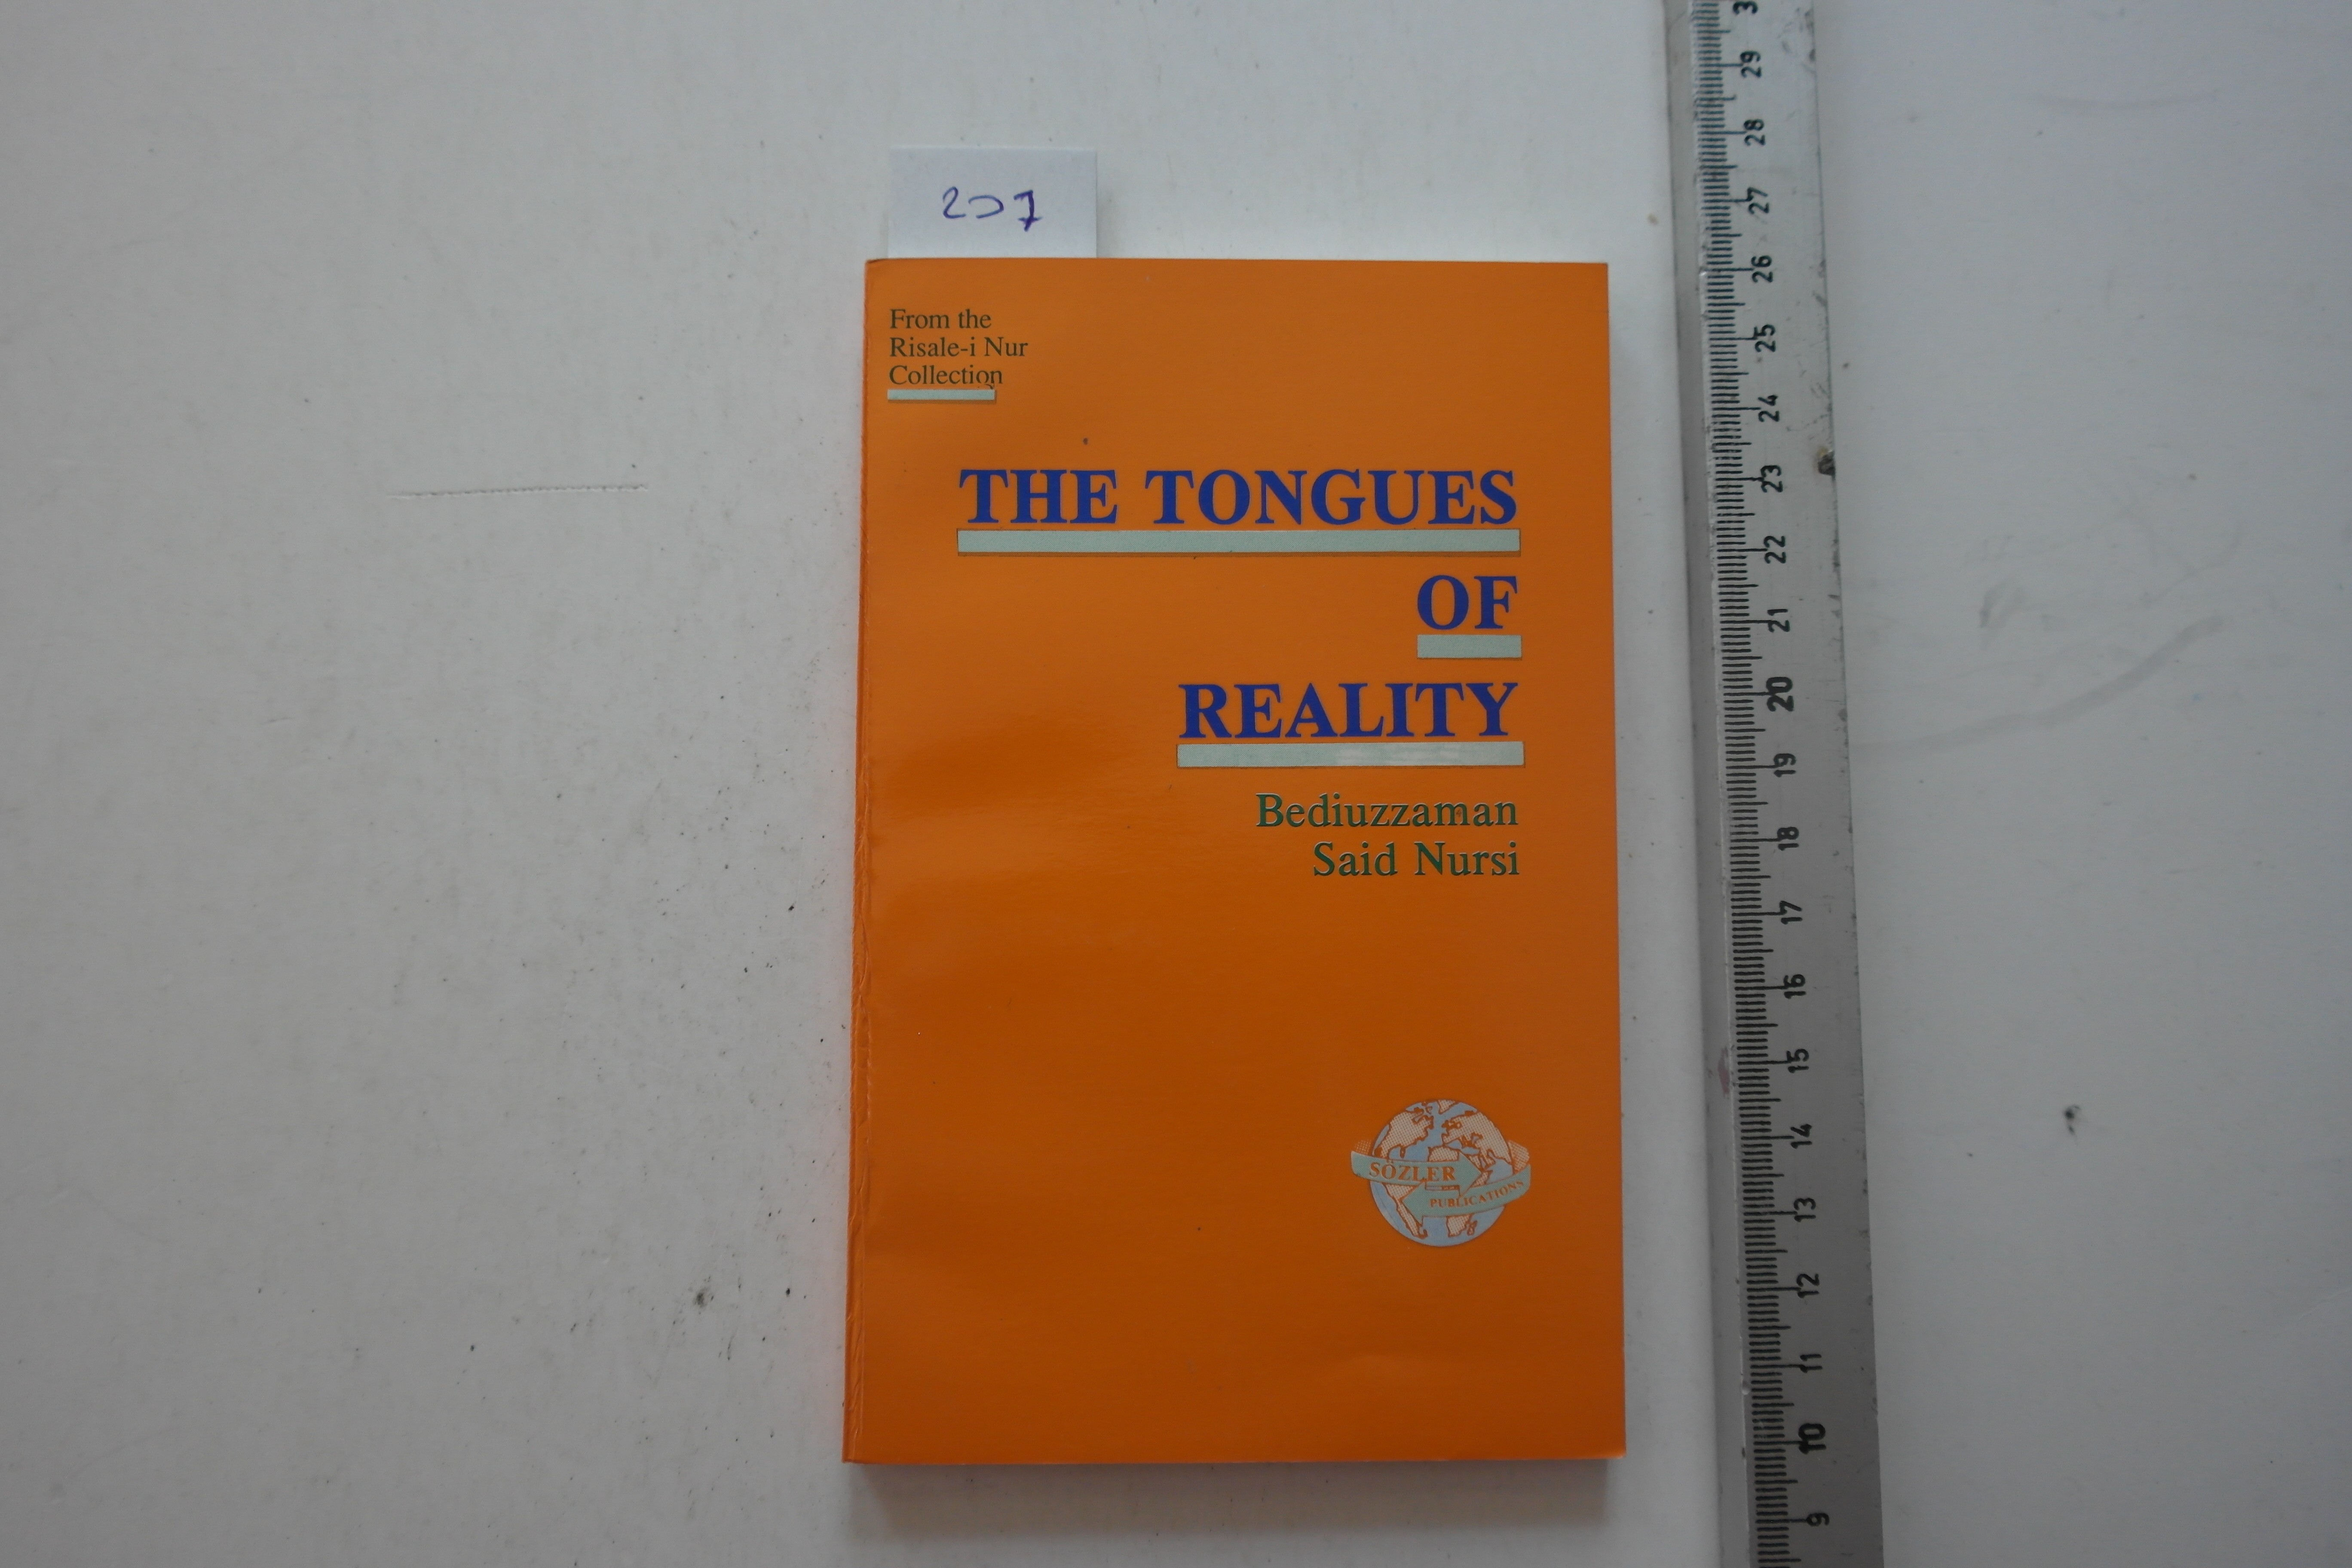 207
From the
Risale-i Nur
Collection
THE TONGUES
OF
REALITY
Bediuzzaman
Said Nursi
SÖZLER
PUBLICATIONS
3
29
28
27
26
25
24
23
22
21
20
19
18
17
16
15
14
13
12
11
10
9